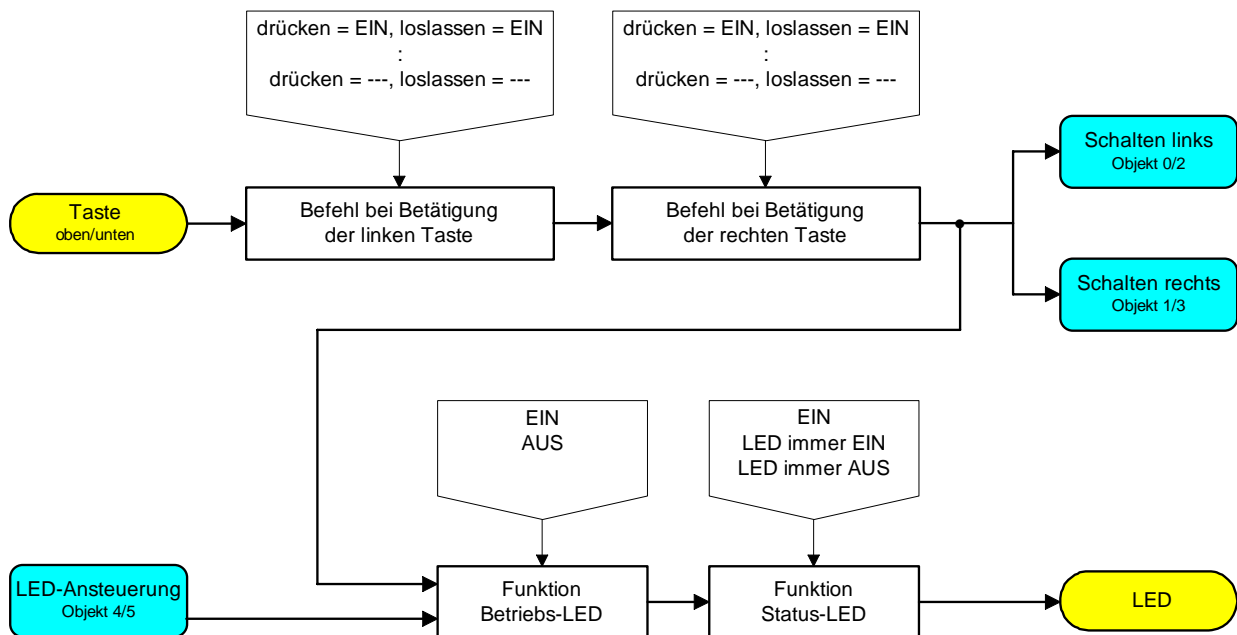 drücken = EIN, loslassen = EIN
:
drücken = ---, loslassen = ---
drücken = EIN, loslassen = EIN
:
drücken = ---, loslassen = ---
Taste
oben/unten
Befehl bei Betätigung
der linken Taste
Befehl bei Betätigung
der rechten Taste
Schalten links
Objekt 0/2
Schalten rechts
Objekt 1/3
EIN
AUS
EIN
LED immer EIN
LED immer AUS
LED-Ansteuerung
Objekt 4/5
Funktion
Betriebs-LED
Funktion
Status-LED
LED